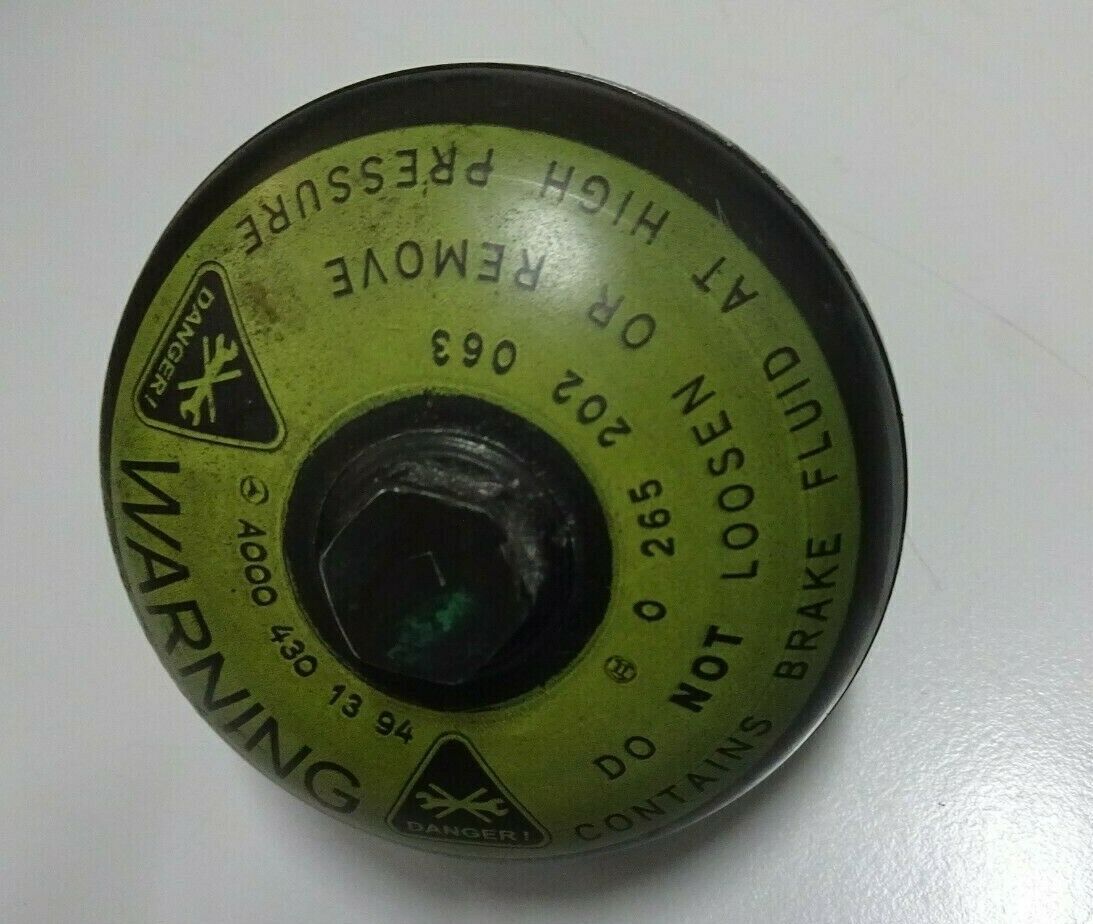 WARNING
DANGER!
DANGER!
CONTAINS BRAKE FLUID AT HIGH PRESSURE
DO NOT LOOSEN OR REMOVE
0 265 202 063
A000 430 13 94